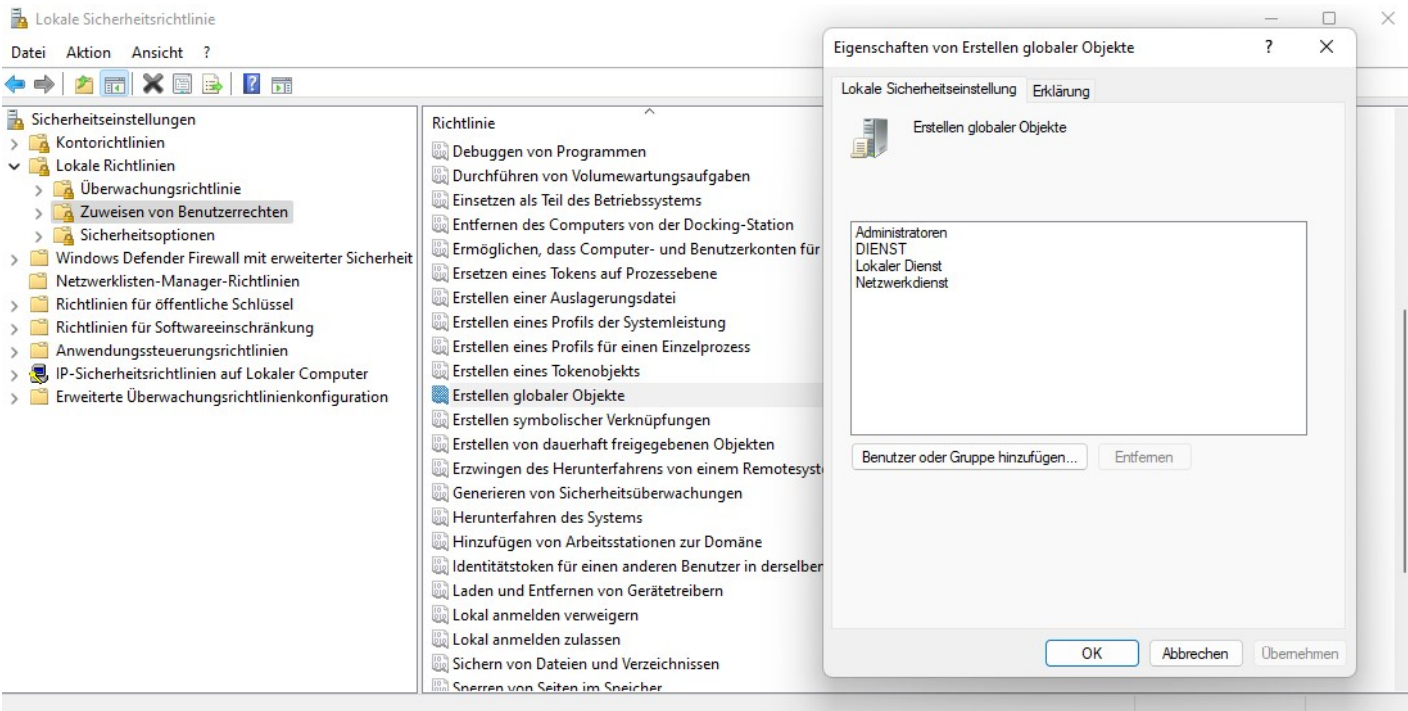 Lokale Sicherheitsrichtlinie
Datei Aktion Ansicht ?
Sicherheitseinstellungen
Kontorichtlinien
Lokale Richtlinien
Überwachungsrichtlinie
Zuweisen von Benutzerrechten
Sicherheitsoptionen
Windows Defender Firewall mit erweiterter Sicherheit
Netzwerklisten-Manager-Richtlinien
Richtlinien für öffentliche Schlüssel
Richtlinien für Softwareeinschränkung
Anwendungssteuerungsrichtlinien
IP-Sicherheitsrichtlinien auf Lokaler Computer
Erweiterte Überwachungsrichtlinienkonfiguration
Richtlinie
Debuggen von Programmen
Durchführen von Volumewartungsaufgaben
Einsetzen als Teil des Betriebssystems
Entfernen des Computers von der Docking-Station
Ermöglichen, dass Computer- und Benutzerkonten für
Ersetzen eines Tokens auf Prozessebene
Erstellen einer Auslagerungsdatei
Erstellen eines Profils der Systemleistung
Erstellen eines Profils für einen Einzelprozess
Erstellen eines Tokenobjekts
Erstellen globaler Objekte
Erstellen symbolischer Verknüpfungen
Erstellen von dauerhaft freigegebenen Objekten
Erzwingen des Herunterfahrens von einem Remotesyst
Generieren von Sicherheitsüberwachungen
Herunterfahren des Systems
Hinzufügen von Arbeitsstationen zur Domäne
Identitätstoken für einen anderen Benutzer in derselber
Laden und Entfernen von Gerätetreibern
Lokal anmelden verweigern
Lokal anmelden zulassen
Sichern von Dateien und Verzeichnissen
Sperren von Seiten im Speicher
Eigenschaften von Erstellen globaler Objekte ?
Lokale Sicherheitseinstellung Erklärung
Erstellen globaler Objekte
Administratoren
DIENST
Lokaler Dienst
Netzwerkdienst
Benutzer oder Gruppe hinzufügen... Entfernen
OK Abbrechen Übernehmen